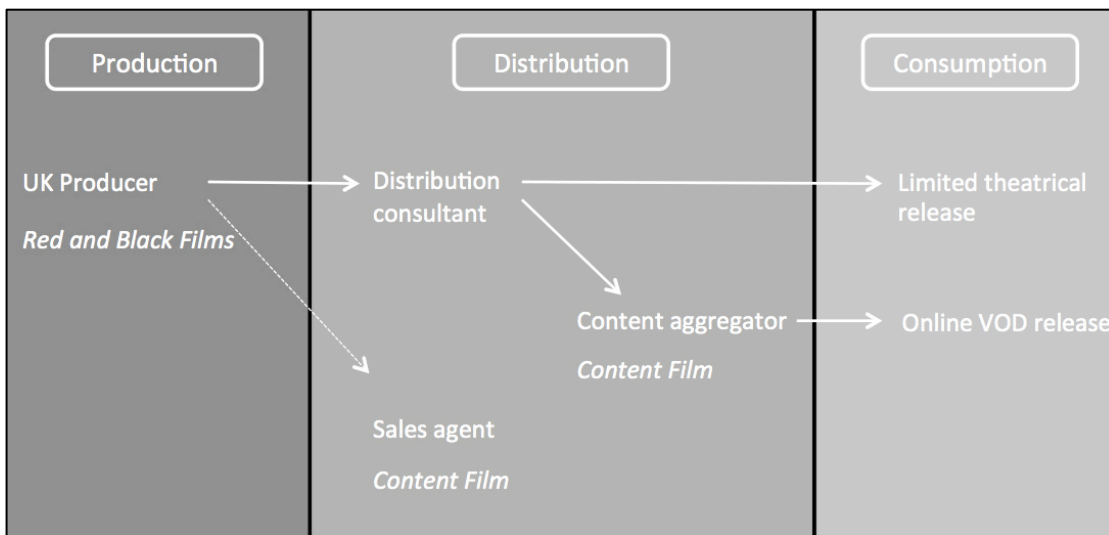 Production
Distribution
Consumption
UK Producer
Red and Black Films
Distribution
consultant
Limited theatrical
release
Content aggregator
Content Film
Online VOD release
Sales agent
Content Film